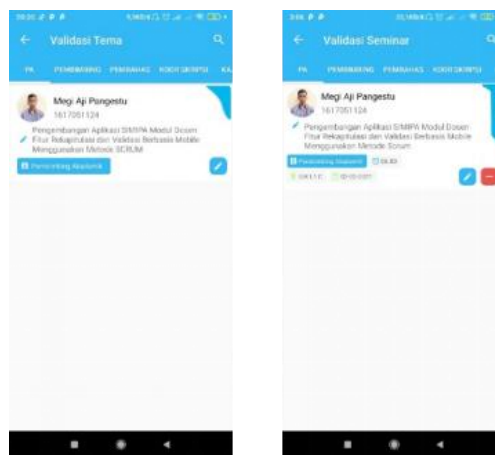 Validasi Tema
PA PEMBIMBING PEMBAHAS KOOR SKRIPSI
Megi Aji Pangestu
1617051124
Pengembangan Aplikasi SIMIPA Modul Dosen
Fitur Rekapitulasi dan Validasi Berbasis Mobile
Menggunakan Metode SCRUM
Pembimbing Akademik
Validasi Seminar
PA PEMBIMBING PEMBAHAS KOOR SKRIPSI
Megi Aji Pangestu
1617051124
Pengembangan Aplikasi SIMIPA Modul Dosen
Fitur Rekapitulasi dan Validasi Berbasis Mobile
Menggunakan Metode Scrum
Pembimbing Akademik